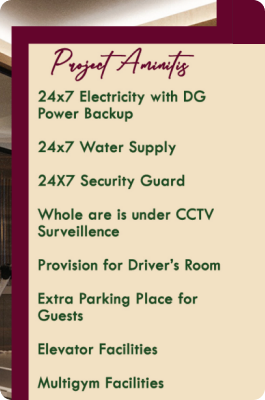 Project Aminitis
24x7 Electricity with DG
Power Backup
24x7 Water Supply
24X7 Security Guard
Whole are is under CCTV
Surveillence
Provision for Driver's Room
Extra Parking Place for
Guests
Elevator Facilities
Multigym Facilities